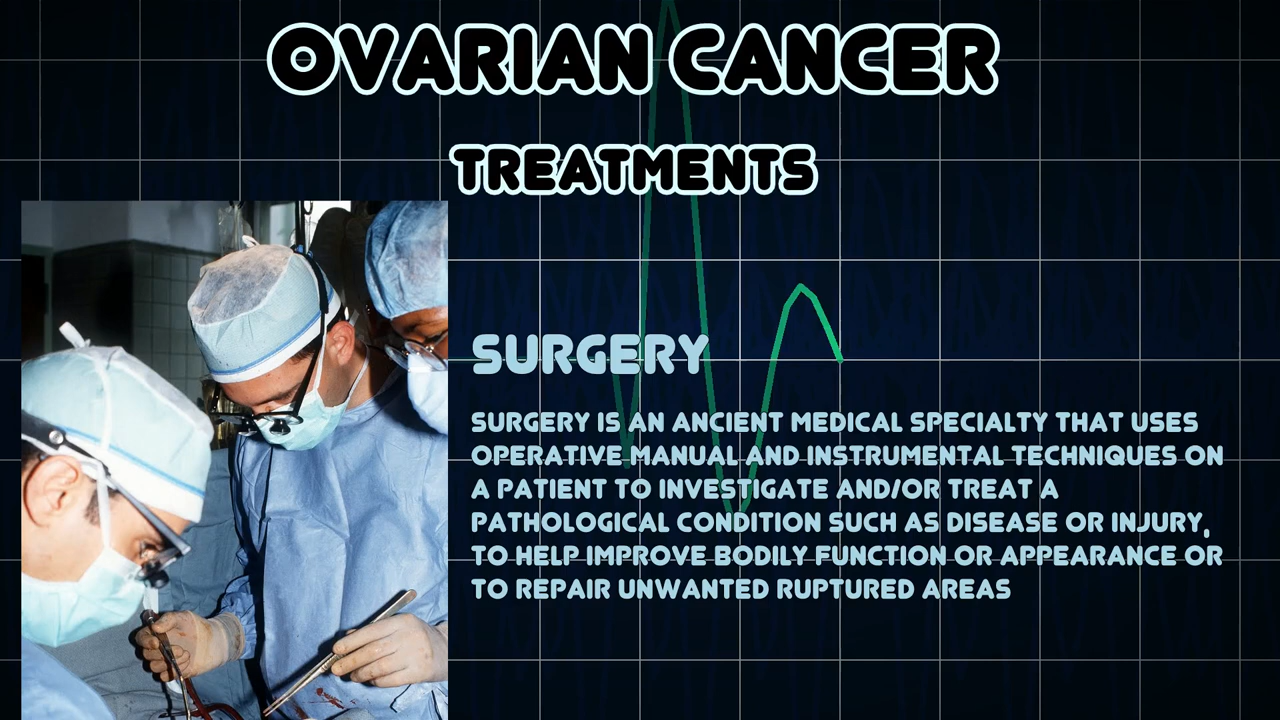 OVARIAN CANCER
TREATMENTS
SURGERY
SURGERY IS AN ANCIENT MEDICAL SPECIALTY THAT USES
OPERATIVE MANUAL AND INSTRUMENTAL TECHNIQUES ON
A PATIENT TO INVESTIGATE AND/OR TREAT A
PATHOLOGICAL CONDITION SUCH AS DISEASE OR INJURY,
TO HELP IMPROVE BODILY FUNCTION OR APPEARANCE OR
TO REPAIR UNWANTED RUPTURED AREAS